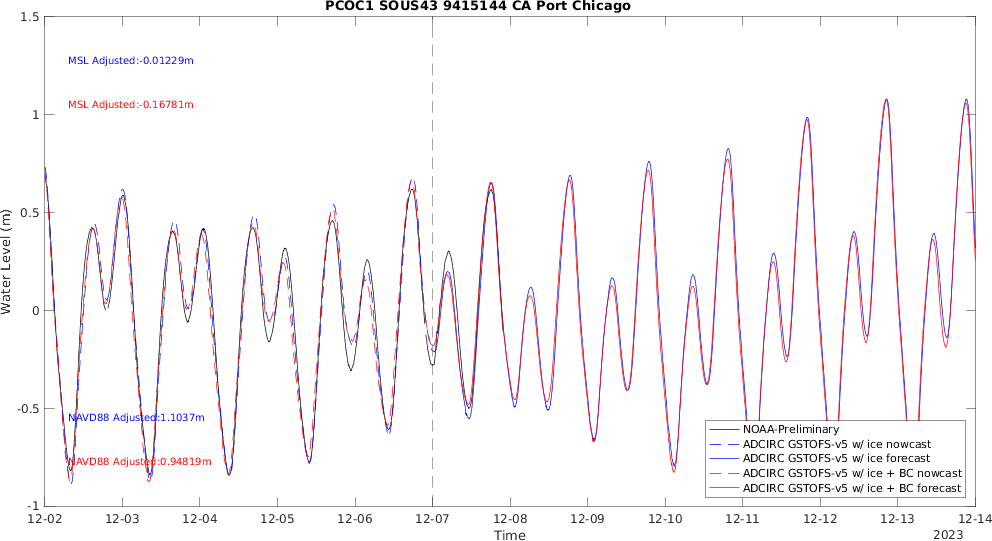 PCOC1 SOUS43 9415144 CA Port Chicago
1.5
1
0.5
0
-0.5
-1
Water Level (m)
MSL Adjusted:-0.01229m
MSL Adjusted:-0.16781m
NAVD88 Adjusted:1.1037m
NAVD88 Adjusted:0.94819m
NOAA-Preliminary
ADCIRC GSTOFS-v5 w/ ice nowcast
ADCIRC GSTOFS-v5 w/ ice forecast
ADCIRC GSTOFS-v5 w/ ice + BC nowcast
ADCIRC GSTOFS-v5 w/ ice + BC forecast
12-02 12-03 12-04 12-05 12-06 12-07 12-08 12-09 12-10 12-11 12-12 12-13 12-14
Time
2023